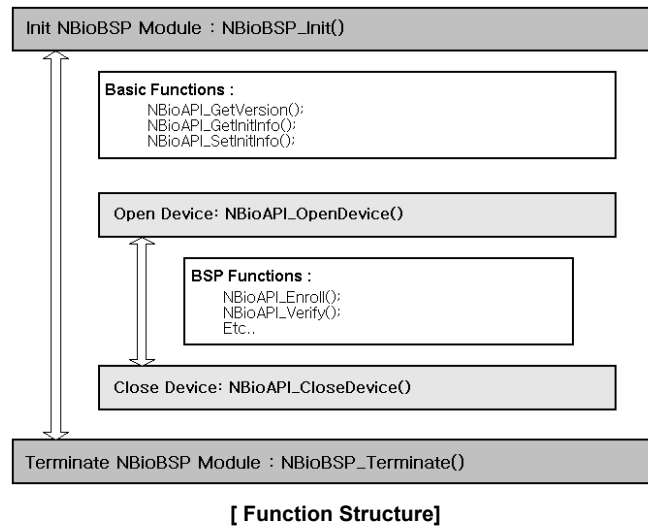 Init NBioBSP Module : NBioBSP_Init()
Basic Functions :
NBioAPI_GetVersion();
NBioAPI_GetInitInfo();
NBioAPI_SetInitInfo();
Open Device: NBioAPI_OpenDevice()
BSP Functions :
NBioAPI_Enroll();
NBioAPI_Verify();
Etc..
Close Device: NBioAPI_CloseDevice()
Terminate NBioBSP Module : NBioBSP_Terminate()
[ Function Structure]